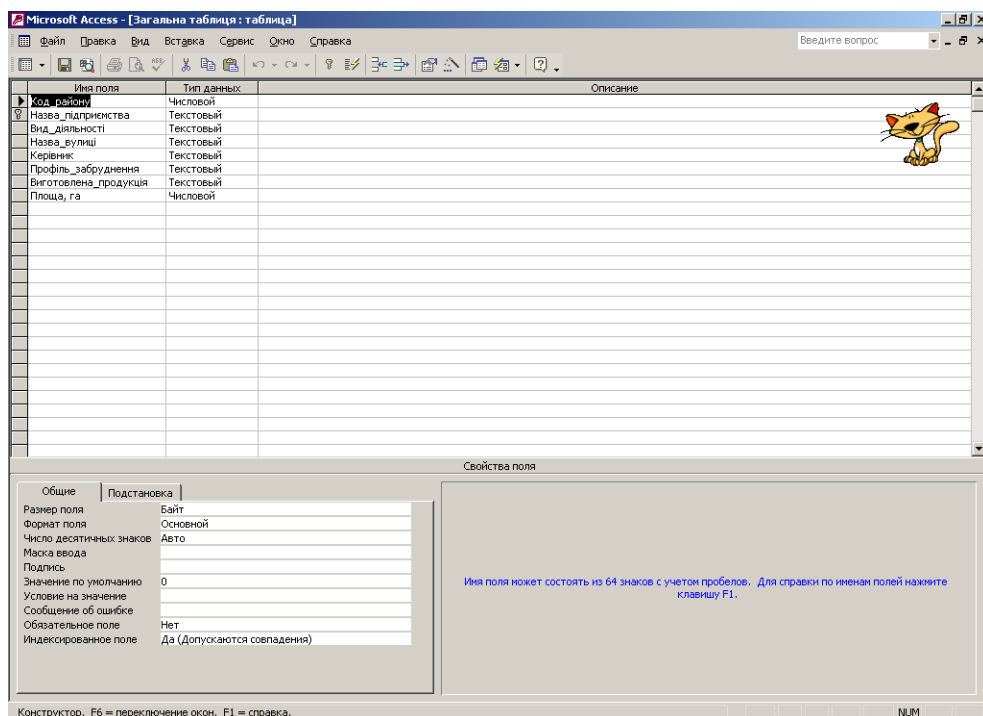 Microsoft Access - [Загальна таблиця : таблица]
Файл Правка Вид Вставка Сервис Окно Справка Введите вопрос
Имя поля Тип данных Описание
Код_району Числовой
Назва_підприємства Текстовый
Вид_діяльності Текстовый
Назва_вулиці Текстовый
Керівник Текстовый
Профіль_забруднення Текстовый
Виготовлена_продукція Текстовый
Площа, га Числовой
Свойства поля
Общие Подстановка
Размер поля Байт
Формат поля Основной
Число десятичных знаков Авто
Маска ввода
Подпись
Значение по умолчанию 0
Условие на значение
Сообщение об ошибке
Обязательное поле Нет
Индексированное поле Да (Допускаются совпадения)
Имя поля может состоять из 64 знаков с учетом пробелов. Для справки по именам полей нажмите
клавишу F1.
Конструктор. F6 = переключение окон. F1 = справка. NUM